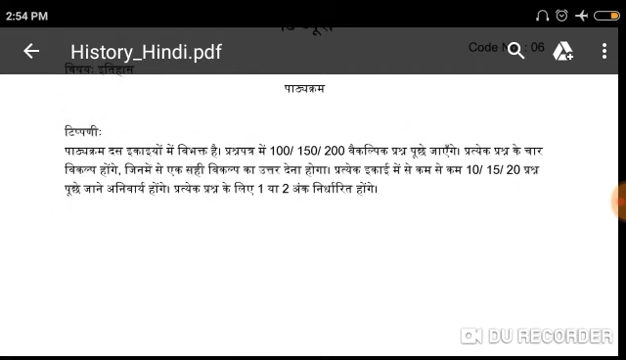 2:54 PM
History_Hindi.pdf
Code N : 06
विषय: इतिहास
पाठ्यक्रम
टिप्पणी:
पाठ्यक्रम दस इकाइयों में विभक्त है। प्रश्नपत्र में 100/ 150/ 200 वैकल्पिक प्रश्न पूछे जाएँगे। प्रत्येक प्रश्न के चार
विकल्प होंगे, जिनमें से एक सही विकल्प का उत्तर देना होगा। प्रत्येक इकाई में से कम से कम 10/ 15/ 20 प्रश्न
पूछे जाने अनिवार्य होंगे। प्रत्येक प्रश्न के लिए 1 या 2 अंक निर्धारित होंगे।
DU RECORDER